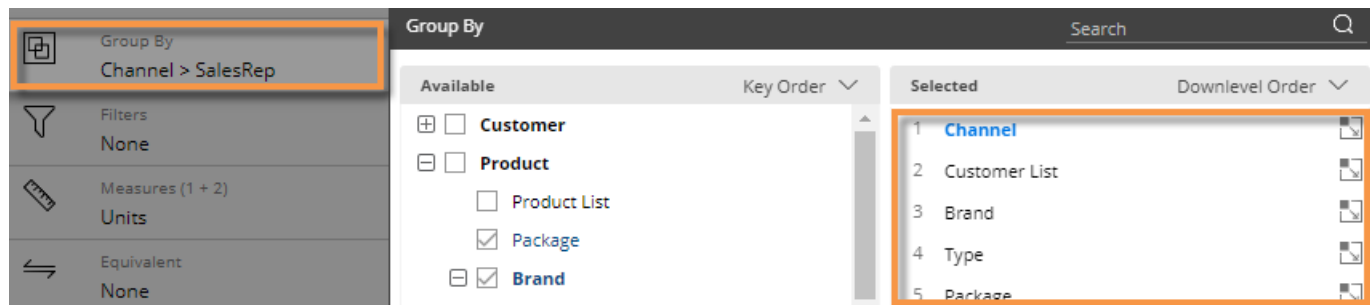 Group By
Channel > SalesRep
Filters
None
Measures (1 + 2)
Units
Equivalent
None
Group By
Search
Available
Key Order
Customer
Product
Product List
Package
Brand
Selected
Downlevel Order
1 Channel
2 Customer List
3 Brand
4 Type
5 Package